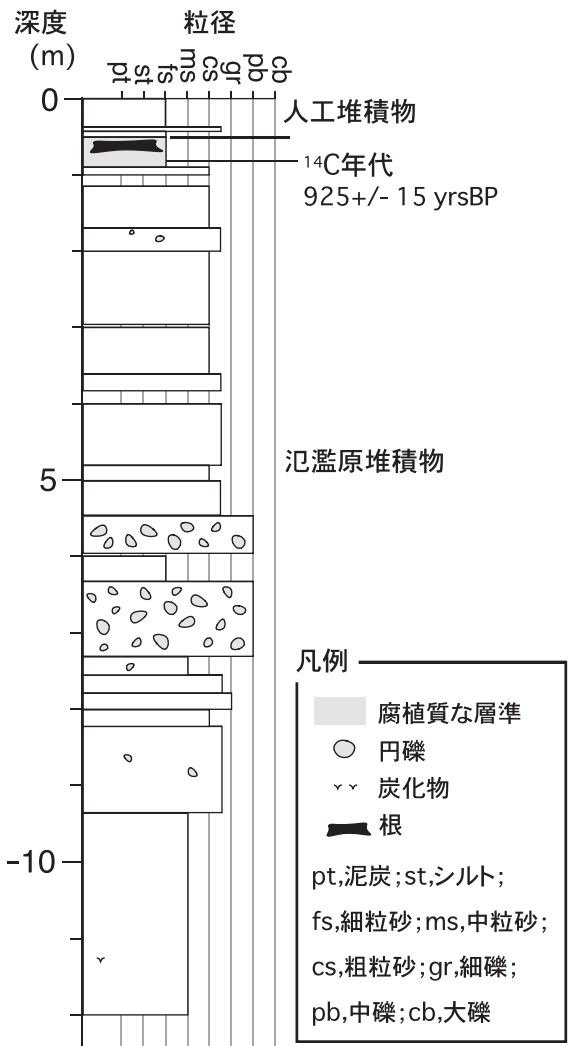 深度
(m)
粒径
pt st fs ms cs gr pb cb
0
人工堆積物
¹⁴C年代
925+/- 15 yrsBP
氾濫原堆積物
5
-10
凡例
腐植質な層準
円礫
炭化物
根
pt,泥炭;st,シルト;
fs,細粒砂;ms,中粒砂;
cs,粗粒砂;gr,細礫;
pb,中礫;cb,大礫